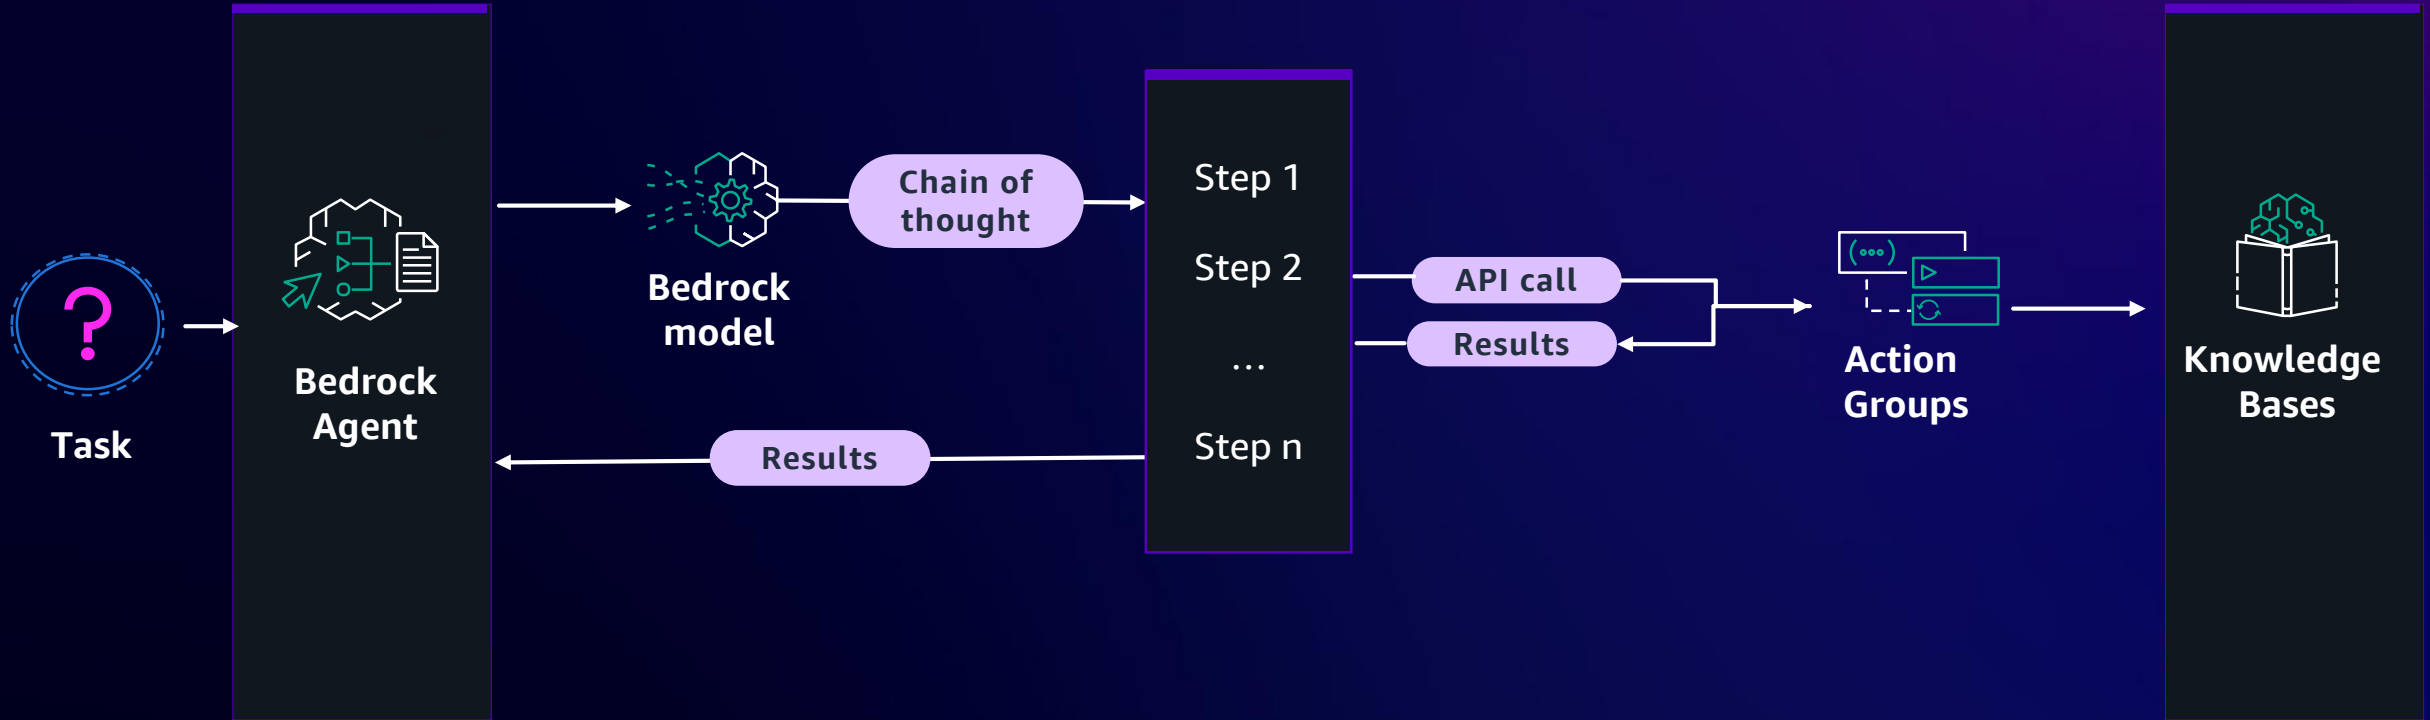 Task
Bedrock
Agent
Bedrock
model
Chain of
thought
Step 1
Step 2
...
Step n
API call
Results
Results
Action
Groups
Knowledge
Bases